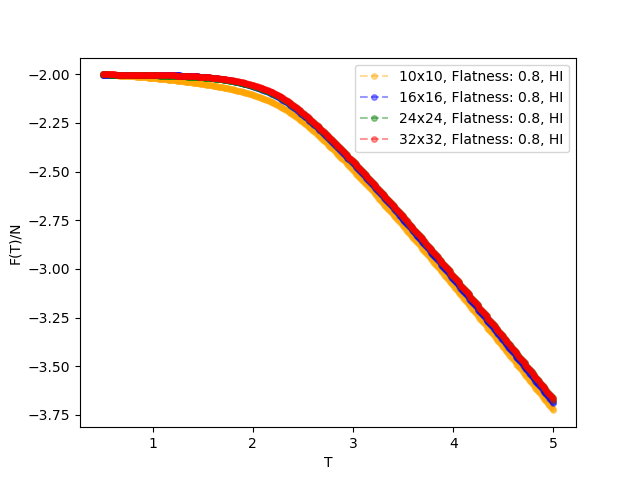 −2.00
−2.25
−2.50
−2.75
−3.00
−3.25
−3.50
−3.75
F(T)/N
1 2 3 4 5
T
10x10, Flatness: 0.8, HI
16x16, Flatness: 0.8, HI
24x24, Flatness: 0.8, HI
32x32, Flatness: 0.8, HI